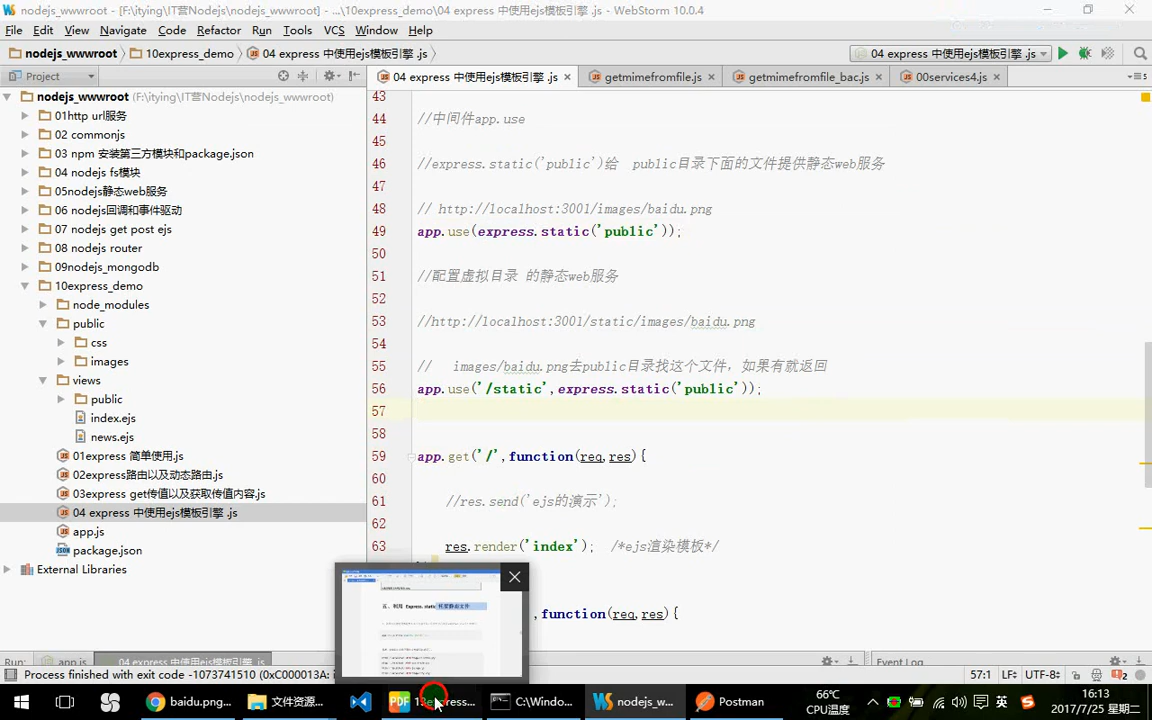 nodejs_wwwroot - [F:\itying\IT营Nodejs\nodejs_wwwroot] - ...\10express_demo\04 express 中使用ejs模板引擎 .js - WebStorm 10.0.4
File Edit View Navigate Code Refactor Run Tools VCS Window Help
nodejs_wwwroot 10express_demo 04 express 中使用ejs模板引擎 .js
04 express 中使用ejs模板引擎 .js
Project
04 express 中使用ejs模板引擎 .js getmimefromfile.js getmimefromfile_bac.js 00services4.js
nodejs_wwwroot (F:\itying\IT营Nodejs\nodejs_wwwroot)
01http url服务
02 commonjs
03 npm 安装第三方模块和package.json
04 nodejs fs模块
05nodejs静态web服务
06 nodejs回调和事件驱动
07 nodejs get post ejs
08 nodejs router
09nodejs_mongodb
10express_demo
node_modules
public
css
images
views
public
index.ejs
news.ejs
01express 简单使用.js
02express路由以及动态路由.js
03express get传值以及获取传值内容.js
04 express 中使用ejs模板引擎 .js
app.js
package.json
External Libraries
43
44 //中间件app.use
45
46 //express.static('public')给 public目录下面的文件提供静态web服务
47
48 // http://localhost:3001/images/baidu.png
49 app.use(express.static('public'));
50
51 //配置虚拟目录 的静态web服务
52
53 //http://localhost:3001/static/images/baidu.png
54
55 // images/baidu.png去public目录找这个文件，如果有就返回
56 app.use('/static',express.static('public'));
57
58
59 app.get('/',function(req,res){
60
61 //res.send('ejs的演示');
62
63 res.render('index'); /*ejs渲染模板*/
,function(req,res){
Run: app.js 04 express 中使用ejs模板引擎 .js Event Log
Process finished with exit code -1073741510 (0xC000013A: 57:1 LF÷ UTF-8÷
baidu.png... 文件资源... C:\Windo... nodejs_w... Postman
66℃
CPU温度
英
16:13
2017/7/25 星期二